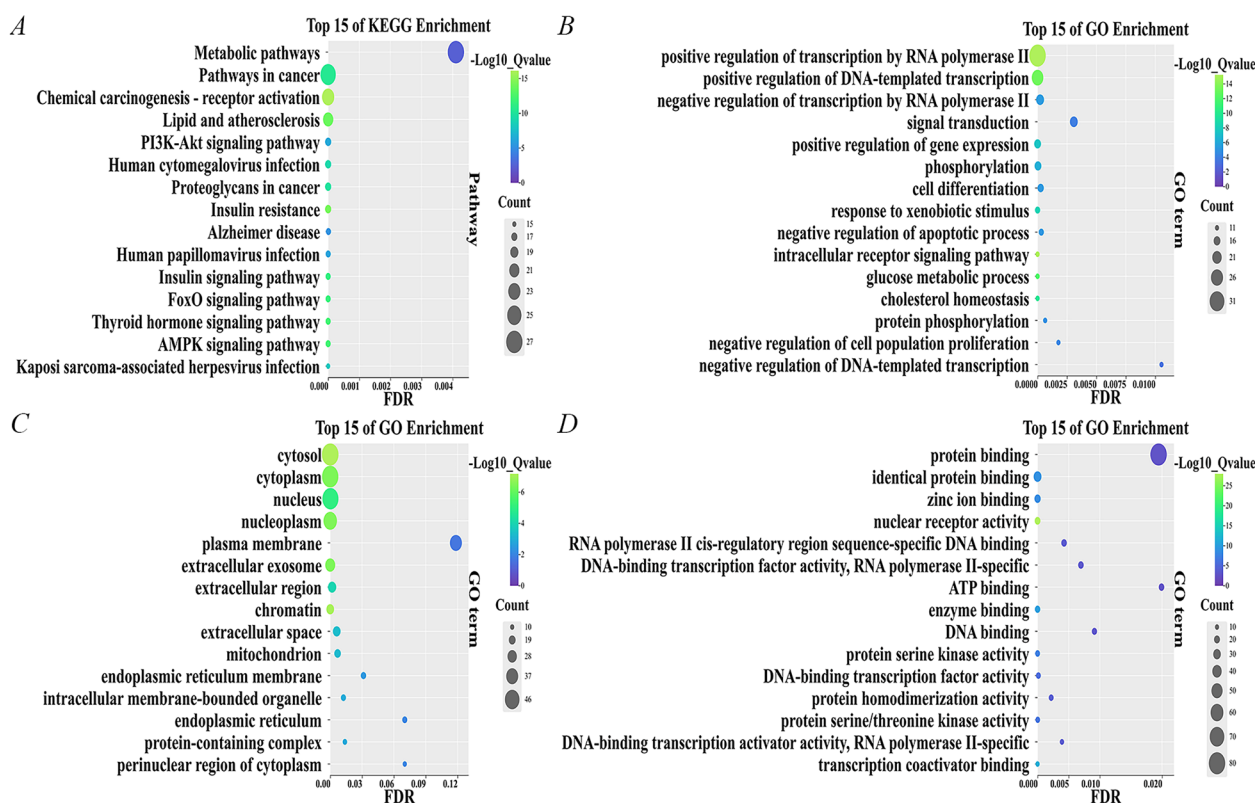 A
Top 15 of KEGG Enrichment
Metabolic pathways
Pathways in cancer
Chemical carcinogenesis - receptor activation
Lipid and atherosclerosis
PI3K-Akt signaling pathway
Human cytomegalovirus infection
Proteoglycans in cancer
Insulin resistance
Alzheimer disease
Human papillomavirus infection
Insulin signaling pathway
FoxO signaling pathway
Thyroid hormone signaling pathway
AMPK signaling pathway
Kaposi sarcoma-associated herpesvirus infection
0.000 0.001 0.002 0.003 0.004
FDR
Pathway
-Log10_Qvalue
15
10
5
0
Count
15
17
19
21
23
25
27
B
Top 15 of GO Enrichment
positive regulation of transcription by RNA polymerase II
positive regulation of DNA-templated transcription
negative regulation of transcription by RNA polymerase II
signal transduction
positive regulation of gene expression
phosphorylation
cell differentiation
response to xenobiotic stimulus
negative regulation of apoptotic process
intracellular receptor signaling pathway
glucose metabolic process
cholesterol homeostasis
protein phosphorylation
negative regulation of cell population proliferation
negative regulation of DNA-templated transcription
0.0000 0.0025 0.0050 0.0075 0.0100
FDR
GO term
-Log10_Qvalue
14
12
10
8
6
4
2
0
Count
11
16
21
26
31
C
Top 15 of GO Enrichment
cytosol
cytoplasm
nucleus
nucleoplasm
plasma membrane
extracellular exosome
extracellular region
chromatin
extracellular space
mitochondrion
endoplasmic reticulum membrane
intracellular membrane-bounded organelle
endoplasmic reticulum
protein-containing complex
perinuclear region of cytoplasm
0.00 0.03 0.06 0.09 0.12
FDR
GO term
-Log10_Qvalue
6
4
2
0
Count
10
19
28
37
46
D
Top 15 of GO Enrichment
protein binding
identical protein binding
zinc ion binding
nuclear receptor activity
RNA polymerase II cis-regulatory region sequence-specific DNA binding
DNA-binding transcription factor activity, RNA polymerase II-specific
ATP binding
enzyme binding
DNA binding
protein serine kinase activity
DNA-binding transcription factor activity
protein homodimerization activity
protein serine/threonine kinase activity
DNA-binding transcription activator activity, RNA polymerase II-specific
transcription coactivator binding
0.000 0.005 0.010 0.020
FDR
GO term
-Log10_Qvalue
25
20
15
10
5
0
Count
10
20
30
40
50
60
70
80